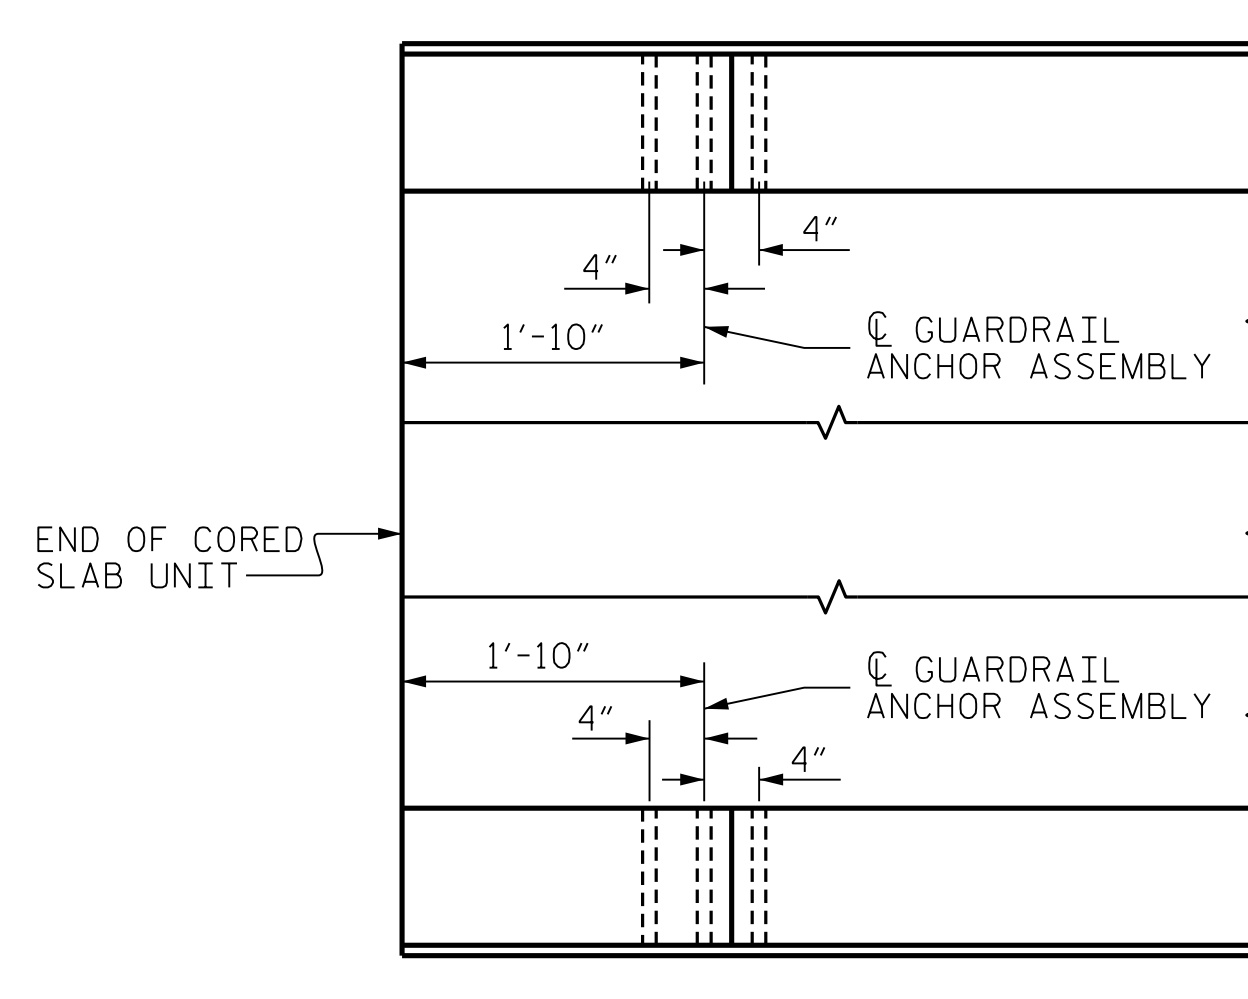 4"
4"
1'-10"
℄ GUARDRAIL
ANCHOR ASSEMBLY
END OF CORED
SLAB UNIT
1'-10"
℄ GUARDRAIL
ANCHOR ASSEMBLY
4"
4"